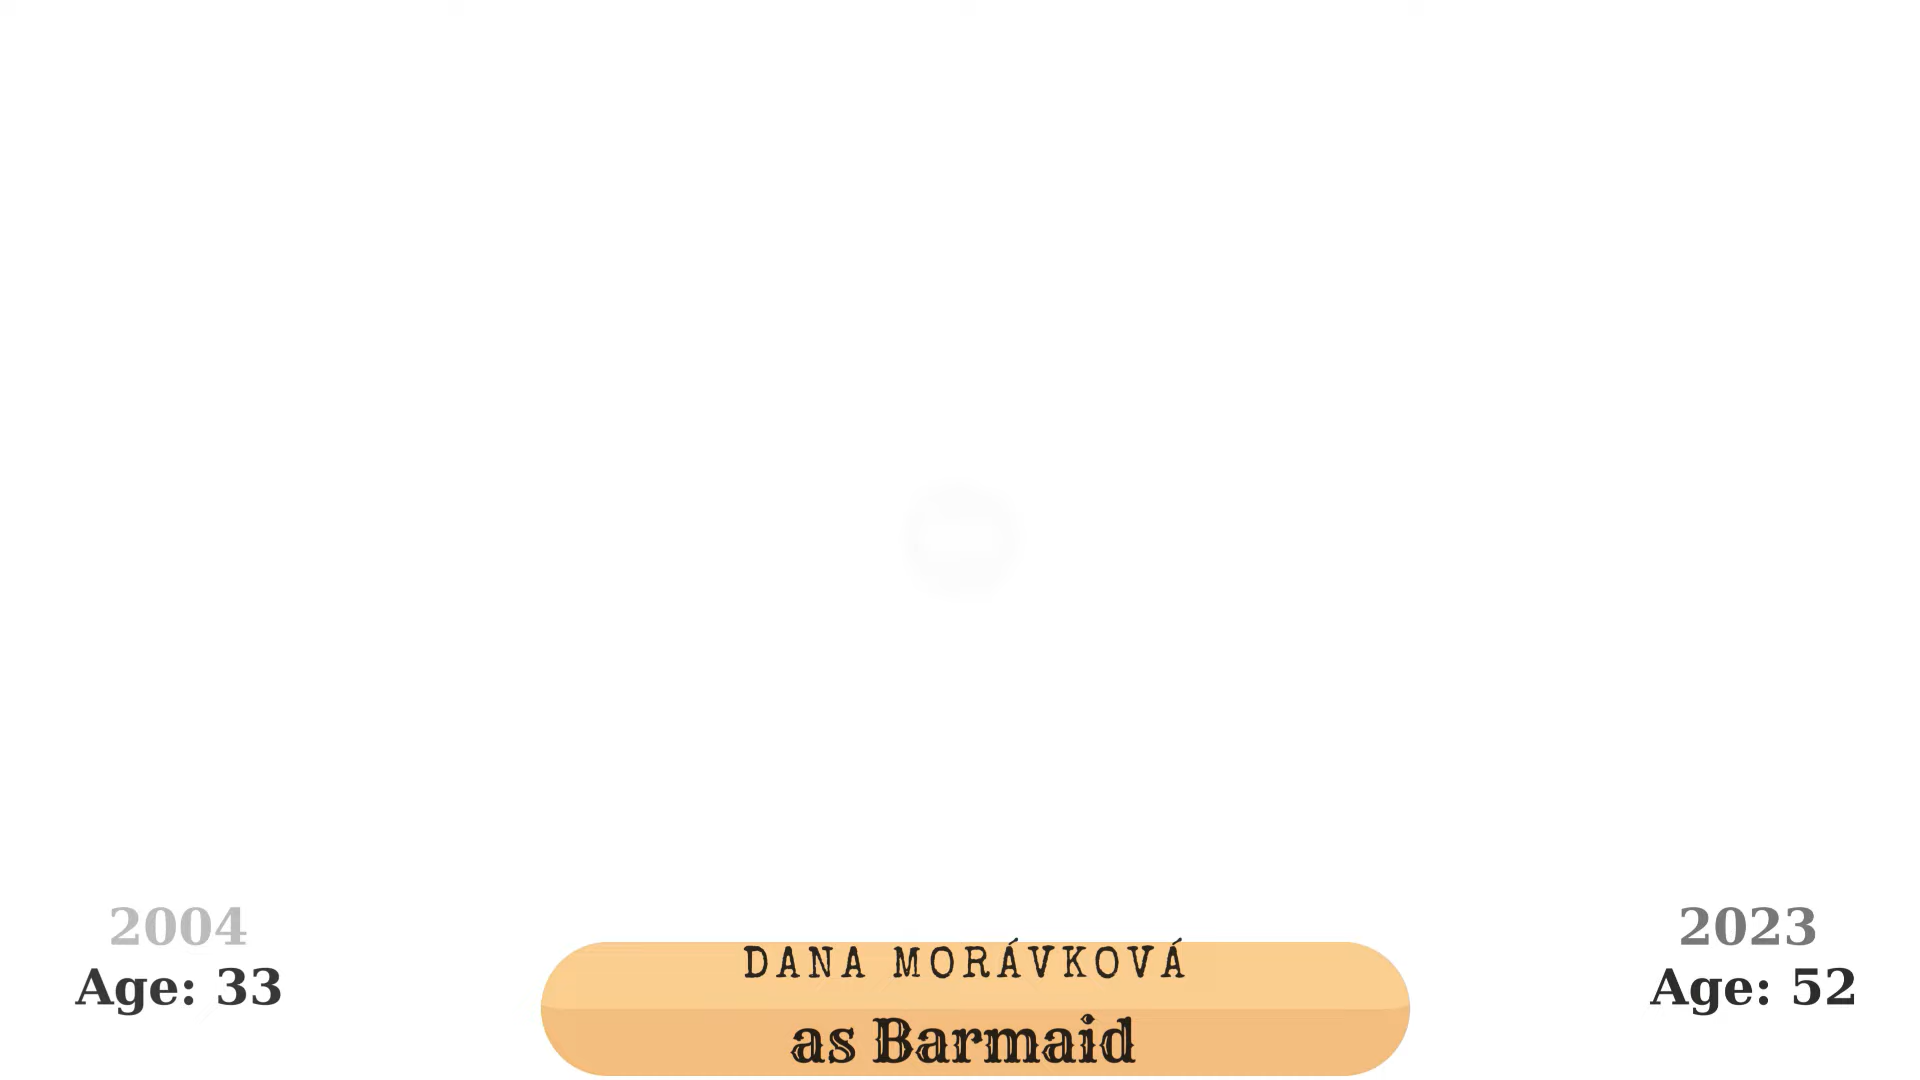 2004
Age: 33
DANA MORÁVKOVÁ
as Barmaid
2023
Age: 52